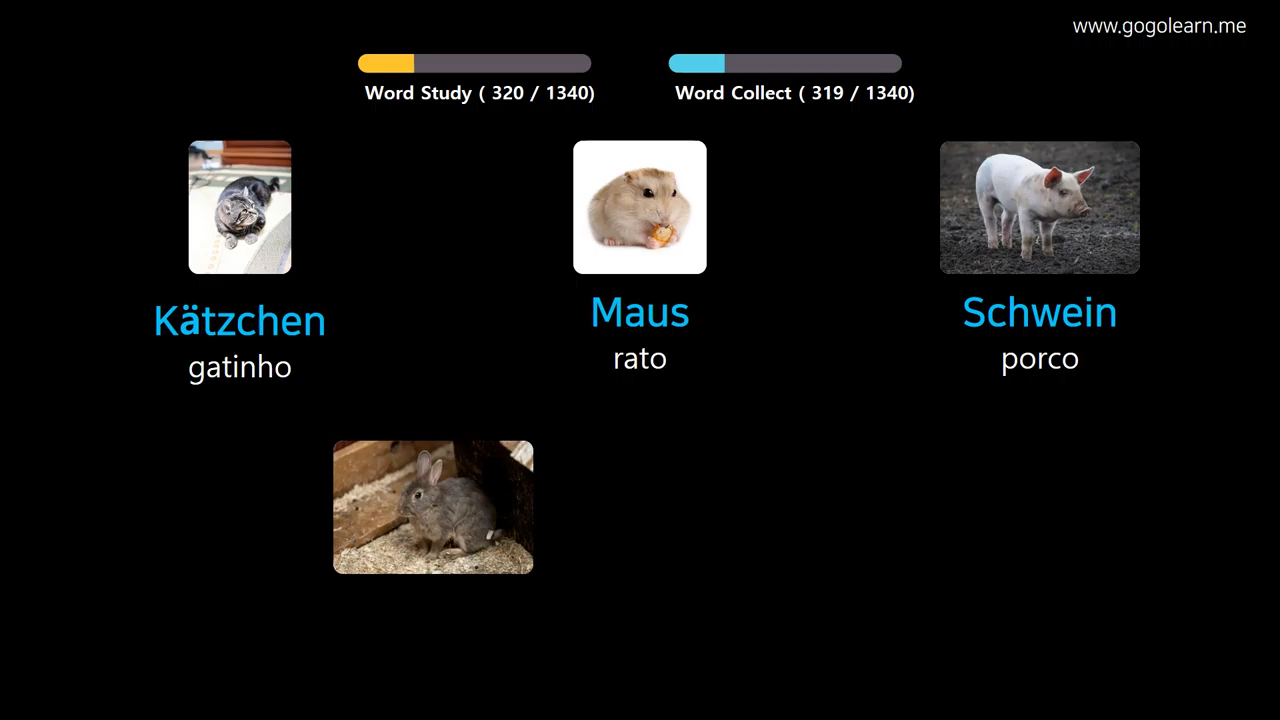 www.gogolearn.me
Word Study ( 320 / 1340)
Word Collect ( 319 / 1340)
Kätzchen
gatinho
Maus
rato
Schwein
porco